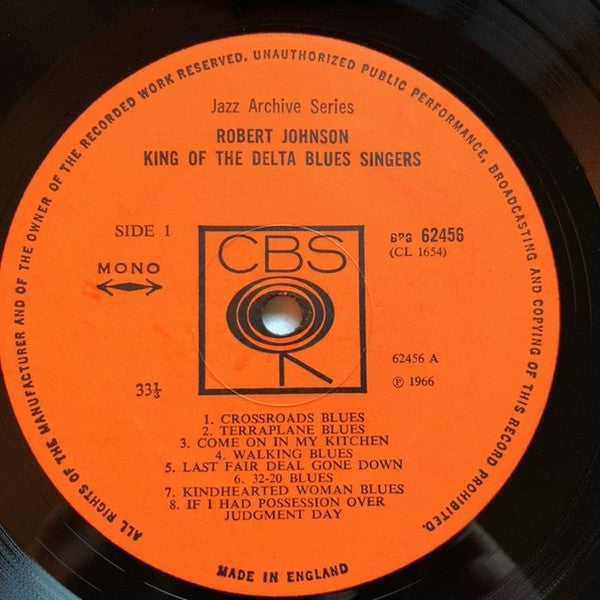 ALL RIGHTS OF THE MANUFACTURER AND OF THE OWNER OF THE RECORDED WORK RESERVED. UNAUTHORIZED PUBLIC PERFORMANCE, BROADCASTING AND COPYING OF THIS RECORD PROHIBITED.
Jazz Archive Series
ROBERT JOHNSON
KING OF THE DELTA BLUES SINGERS
SIDE 1
MONO
CBS
BPG 62456
(CL 1654)
62456 A
℗ 1966
33⅓
1. CROSSROADS BLUES
2. TERRAPLANE BLUES
3. COME ON IN MY KITCHEN
4. WALKING BLUES
5. LAST FAIR DEAL GONE DOWN
6. 32-20 BLUES
7. KINDHEARTED WOMAN BLUES
8. IF I HAD POSSESSION OVER
JUDGMENT DAY
MADE IN ENGLAND